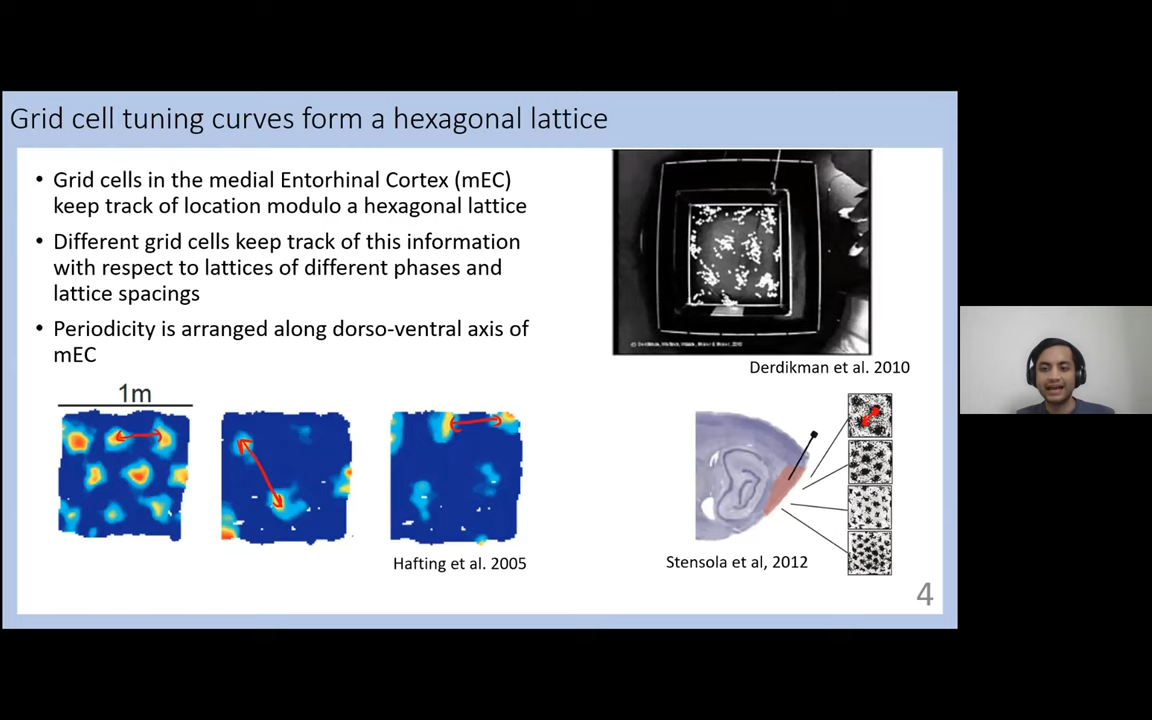 Grid cell tuning curves form a hexagonal lattice
• Grid cells in the medial Entorhinal Cortex (mEC)
keep track of location modulo a hexagonal lattice
• Different grid cells keep track of this information
with respect to lattices of different phases and
lattice spacings
• Periodicity is arranged along dorso-ventral axis of
mEC
Derdikman et al. 2010
1m
Hafting et al. 2005
Stensola et al, 2012
4